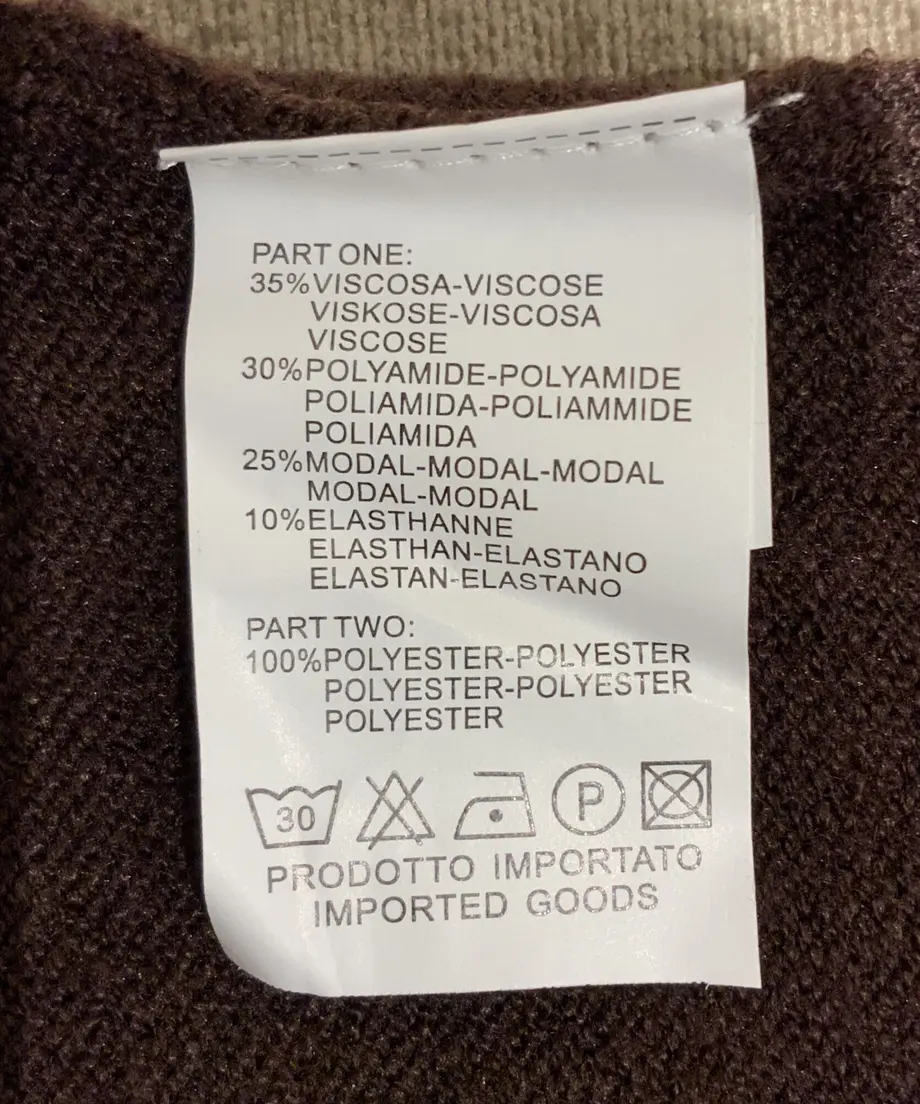 PART ONE:
35%VISCOSA-VISCOSE
VISKOSE-VISCOSA
VISCOSE
30%POLYAMIDE-POLYAMIDE
POLIAMIDA-POLIAMMIDE
POLIAMIDA
25%MODAL-MODAL-MODAL
MODAL-MODAL
10%ELASTHANNE
ELASTHAN-ELASTANO
ELASTAN-ELASTANO
PART TWO:
100%POLYESTER-POLYESTER
POLYESTER-POLYESTER
POLYESTER
30 P
PRODOTTO IMPORTATO
IMPORTED GOODS